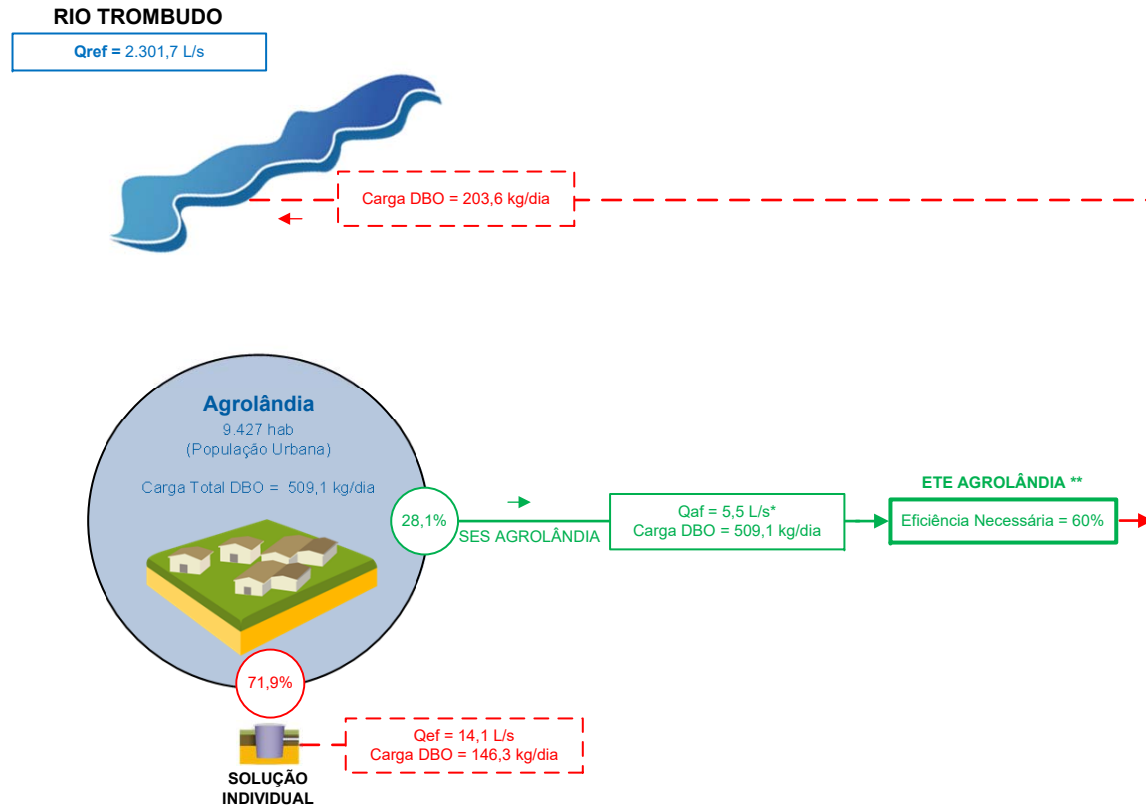 RIO TROMBUDO
Qref = 2.301,7 L/s
Carga DBO = 203,6 kg/dia
Agrolândia
9.427 hab
(População Urbana)
Carga Total DBO = 509,1 kg/dia
28,1%
SES AGROLÂNDIA
Qaf = 5,5 L/s*
Carga DBO = 509,1 kg/dia
ETE AGROLÂNDIA **
Eficiência Necessária = 60%
71,9%
Qef = 14,1 L/s
Carga DBO = 146,3 kg/dia
SOLUÇÃO
INDIVIDUAL